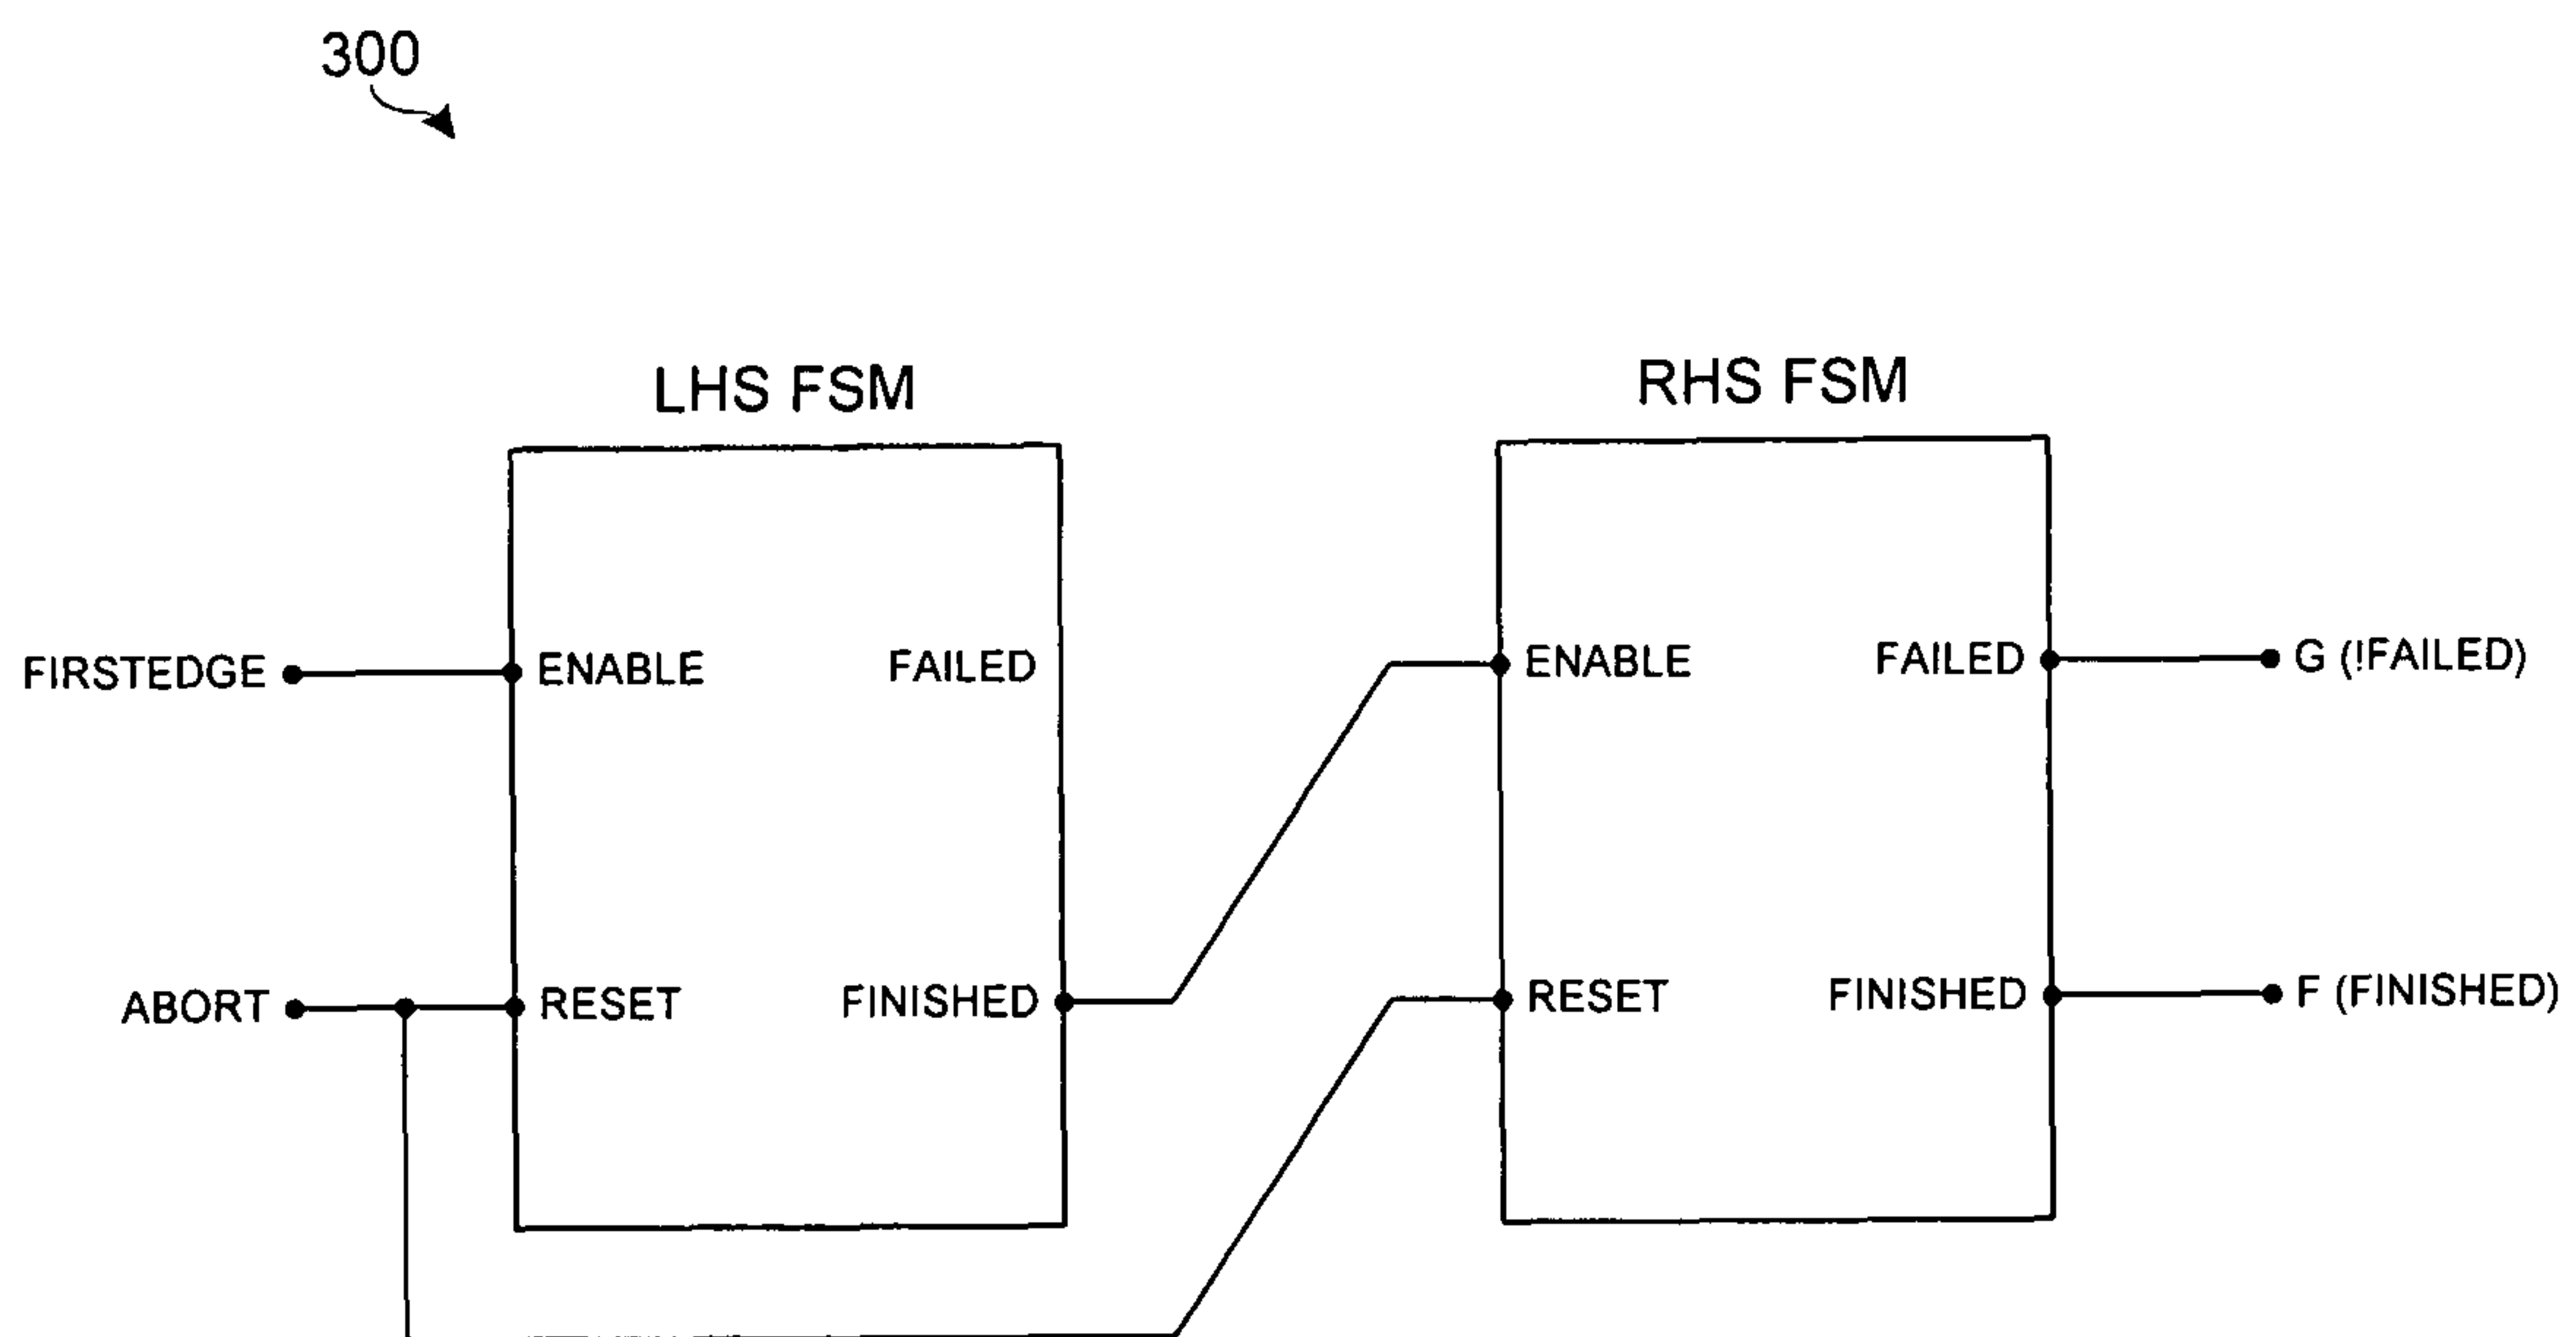 300
LHS FSM
RHS FSM
FIRSTEDGE
ENABLE
FAILED
ENABLE
FAILED
G (!FAILED)
ABORT
RESET
FINISHED
RESET
FINISHED
F (FINISHED)